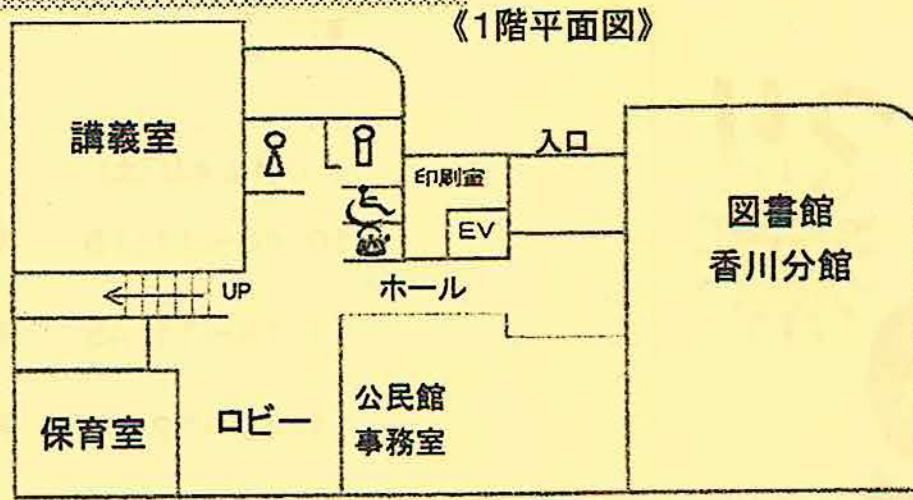 《1階平面図》
講義室
入口
印刷室
EV
図書館
香川分館
UP
ホール
保育室
ロビー
公民館
事務室